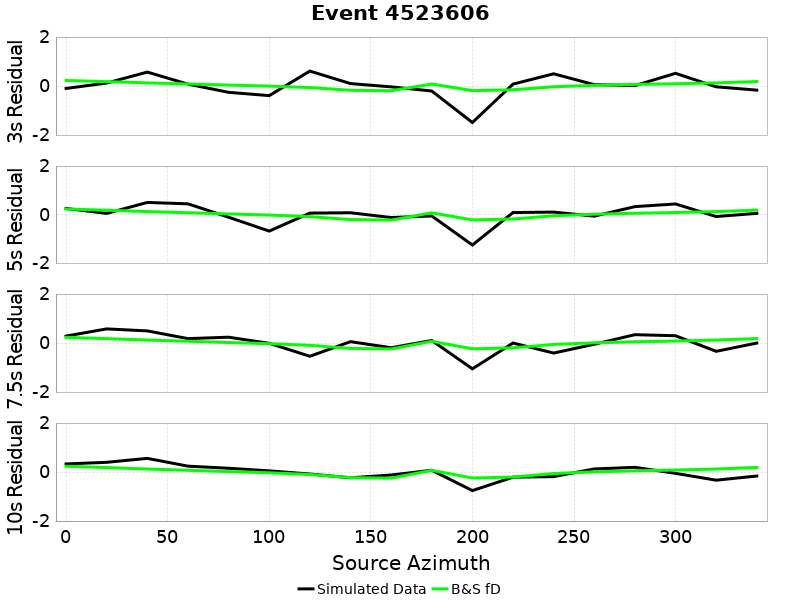 Event 4523606
3s Residual
2
0
-2
5s Residual
2
0
-2
7.5s Residual
2
0
-2
10s Residual
2
0
-2
0 50 100 150 200 250 300
Source Azimuth
Simulated Data B&S fD